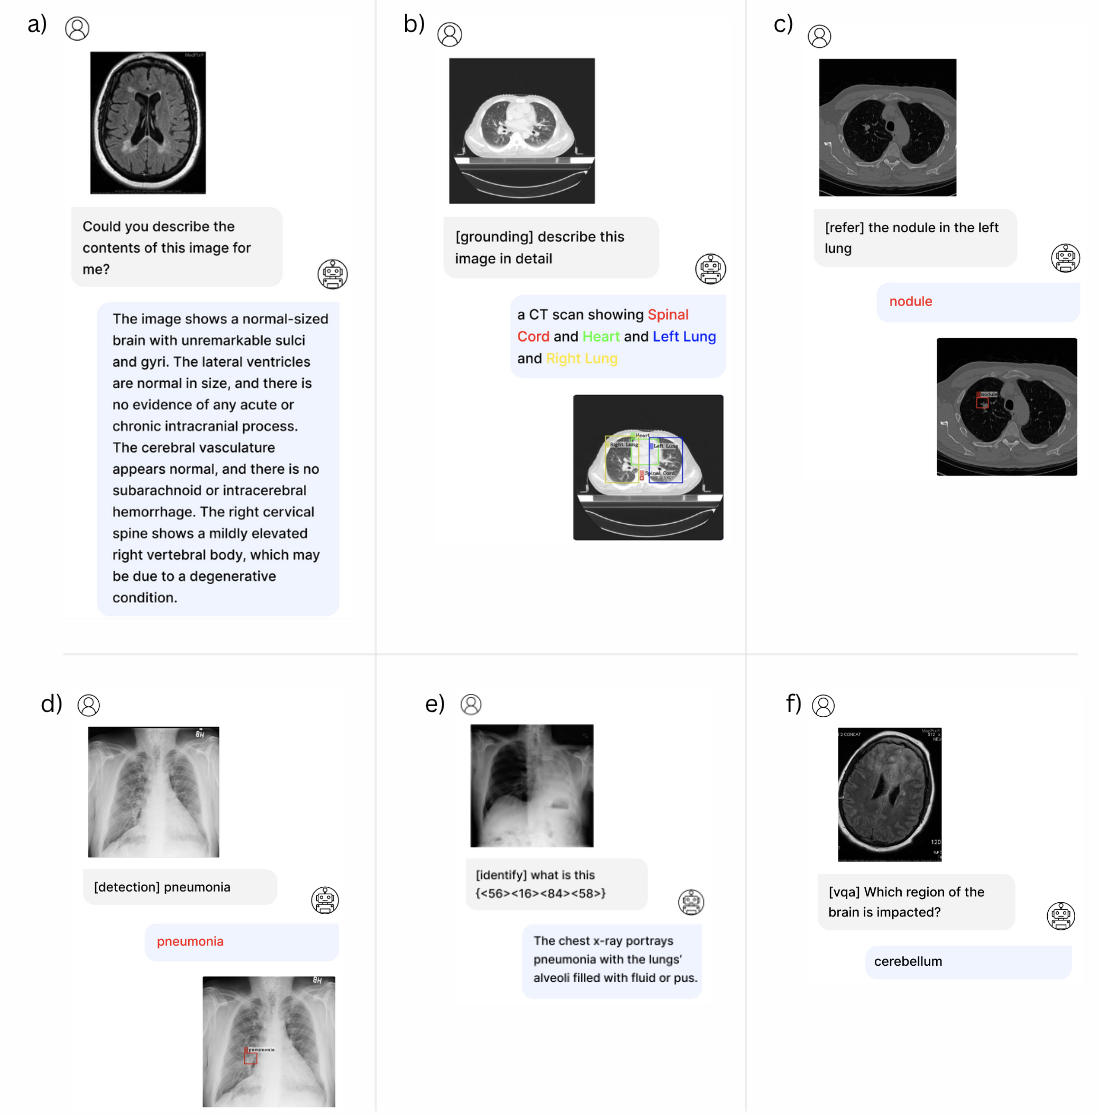 a)
MedPix
Could you describe the
contents of this image for
me?
The image shows a normal-sized
brain with unremarkable sulci
and gyri. The lateral ventricles
are normal in size, and there is
no evidence of any acute or
chronic intracranial process.
The cerebral vasculature
appears normal, and there is no
subarachnoid or intracerebral
hemorrhage. The right cervical
spine shows a mildly elevated
right vertebral body, which may
be due to a degenerative
condition.
b)
[grounding] describe this
image in detail
a CT scan showing Spinal
Cord and Heart and Left Lung
and Right Lung
Heart
Right Lung
Left Lung
Spinal Cord
c)
[refer] the nodule in the left
lung
nodule
nodule
d)
[detection] pneumonia
pneumonia
pneumonia
e)
[identify] what is this
{<56><16><84><58>}
The chest x-ray portrays
pneumonia with the lungs'
alveoli filled with fluid or pus.
f)
MedPix
2 CONCAT
512 x
120
[vqa] Which region of the
brain is impacted?
cerebellum